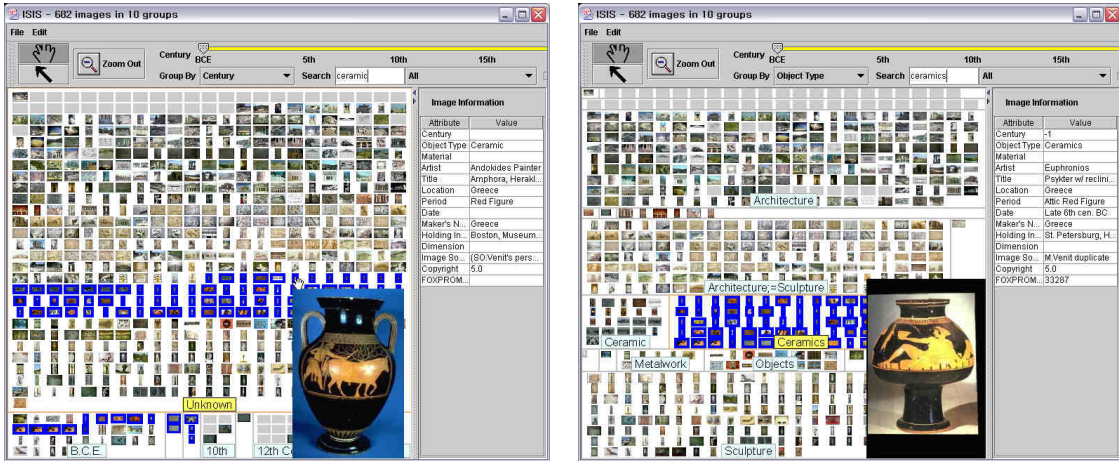 ISIS - 682 images in 10 groups
File Edit
Zoom Out
Century
BCE 5th 10th 15th
Group By Century Search ceramic All
Image Information
Attribute Value
Century
Object Type Ceramic
Material
Artist Andokides Painter
Title Amphora, Herakl...
Location Greece
Period Red Figure
Date
Maker's N... Greece
Holding In... Boston, Museum...
Dimension
Image So... (SO:Venit's pers...
Copyright 5.0
FOXPROM...
Unknown
B.C.E. 10th 12th C
ISIS - 682 images in 10 groups
File Edit
Zoom Out
Century
BCE 5th 10th 15th
Group By Object Type Search ceramics All
Image Information
Attribute Value
Century -1
Object Type Ceramics
Material
Artist Euphronios
Title Psykter w/ reclini...
Location Greece
Period Attic Red Figure
Date Late 6th cen. BC
Maker's N... Greece
Holding In... St. Petersburg, H...
Dimension
Image So... M.Venit duplicate
Copyright 5.0
FOXPROM... 33287
Architecture
Architecture;=Sculpture
Ceramic Ceramics
Metalwork Objects
Sculpture